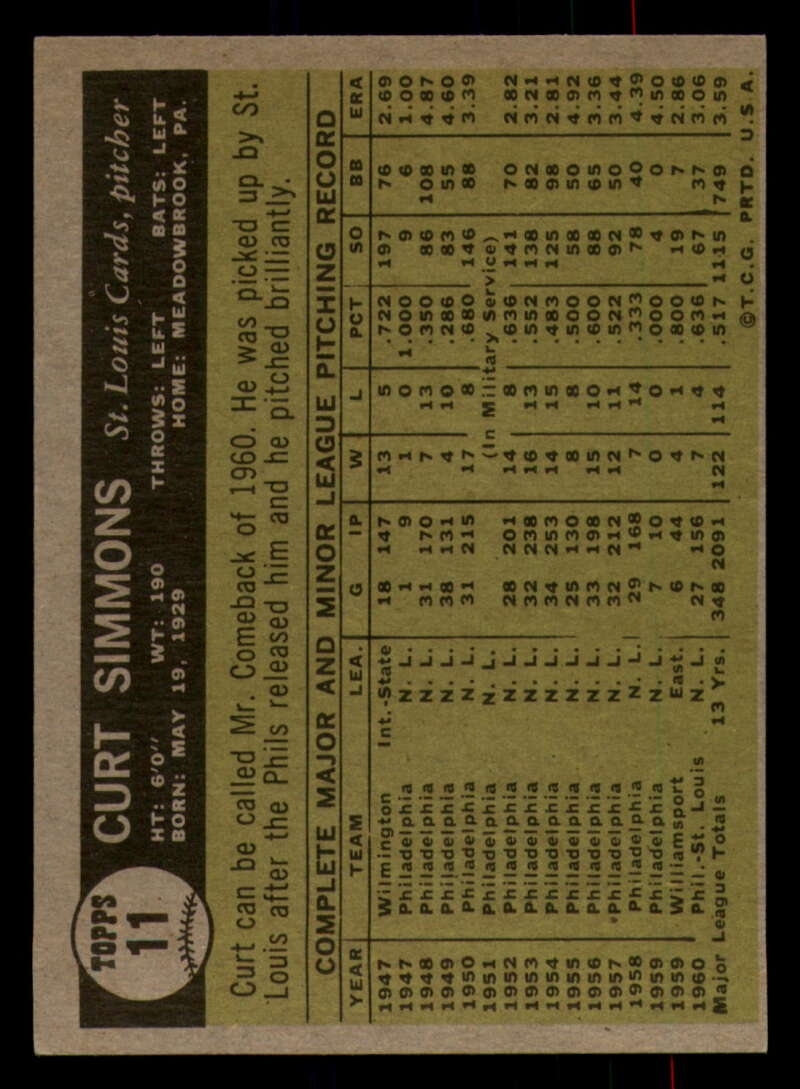 TOPPS
11
CURT SIMMONS St. Louis Cards, pitcher
HT: 6'0" WT: 190 THROWS: LEFT BATS: LEFT
BORN: MAY 19, 1929 HOME: MEADOWBROOK, PA.
Curt can be called Mr. Comeback of 1960. He was picked up by St.
Louis after the Phils released him and he pitched brilliantly.
COMPLETE MAJOR AND MINOR LEAGUE PITCHING RECORD
YEAR TEAM LEA. G IP W L PCT SO BB ERA
1947 Wilmington Int.-State 18 147 13 5 .722 197 76 2.69
1947 Philadelphia N. L. 1 9 1 0 1.000 9 6 1.00
1948 Philadelphia N. L. 31 170 7 13 .350 86 108 4.87
1949 Philadelphia N. L. 38 131 4 10 .286 83 55 4.60
1950 Philadelphia N. L. 31 215 17 8 .680 146 88 3.39
1951 Philadelphia N. L. (In Military Service)
1952 Philadelphia N. L. 28 201 14 8 .636 141 70 2.82
1953 Philadelphia N. L. 32 238 16 13 .552 138 82 3.21
1954 Philadelphia N. L. 34 253 14 15 .483 125 98 2.81
1955 Philadelphia N. L. 25 130 8 8 .500 58 50 4.92
1956 Philadelphia N. L. 33 198 15 10 .600 88 65 3.36
1957 *Philadelphia N. L. 32 212 12 11 .522 92 50 3.44
1958 Philadelphia N. L. 29 168 7 14 .333 78 40 4.39
1959 Philadelphia N. L. 7 10 0 0 .000 4 0 4.50
1959 Williamsport East. 6 44 4 1 .800 19 7 2.86
1960 Phil.-St. Louis N. L. 27 156 7 4 .636 67 37 3.06
Major League Totals 13 Yrs. 348 2091 122 114 .517 1115 749 3.59
©T.C.G. PRTD. U.S.A.